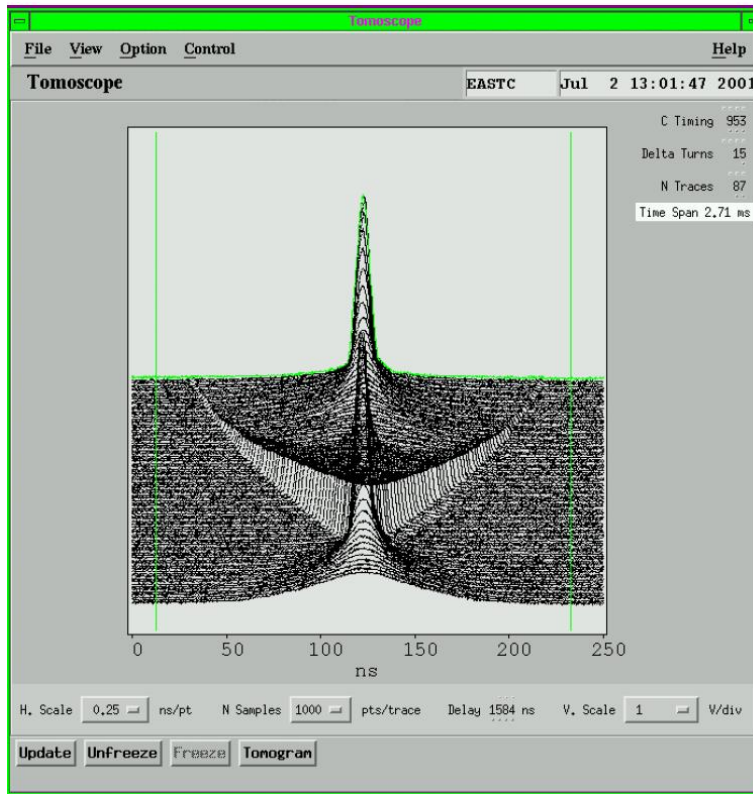 Tomoscope
File View Option Control Help
Tomoscope EASTC Jul 2 13:01:47 2001
C Timing 953
Delta Turns 15
N Traces 87
Time Span 2.71 ms
0 50 100 150 200 250
ns
H. Scale 0.25 ns/pt N Samples 1000 pts/trace Delay 1584 ns V. Scale 1 V/div
Update Unfreeze Freeze Tomogram